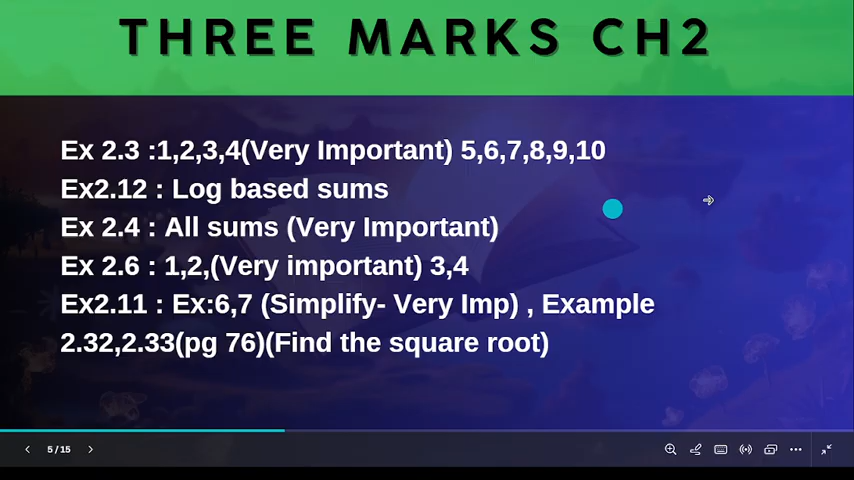 THREE MARKS CH2
Ex 2.3 :1,2,3,4(Very Important) 5,6,7,8,9,10
Ex2.12 : Log based sums
Ex 2.4 : All sums (Very Important)
Ex 2.6 : 1,2,(Very important) 3,4
Ex2.11 : Ex:6,7 (Simplify- Very Imp) , Example
2.32,2.33(pg 76)(Find the square root)
5 / 15